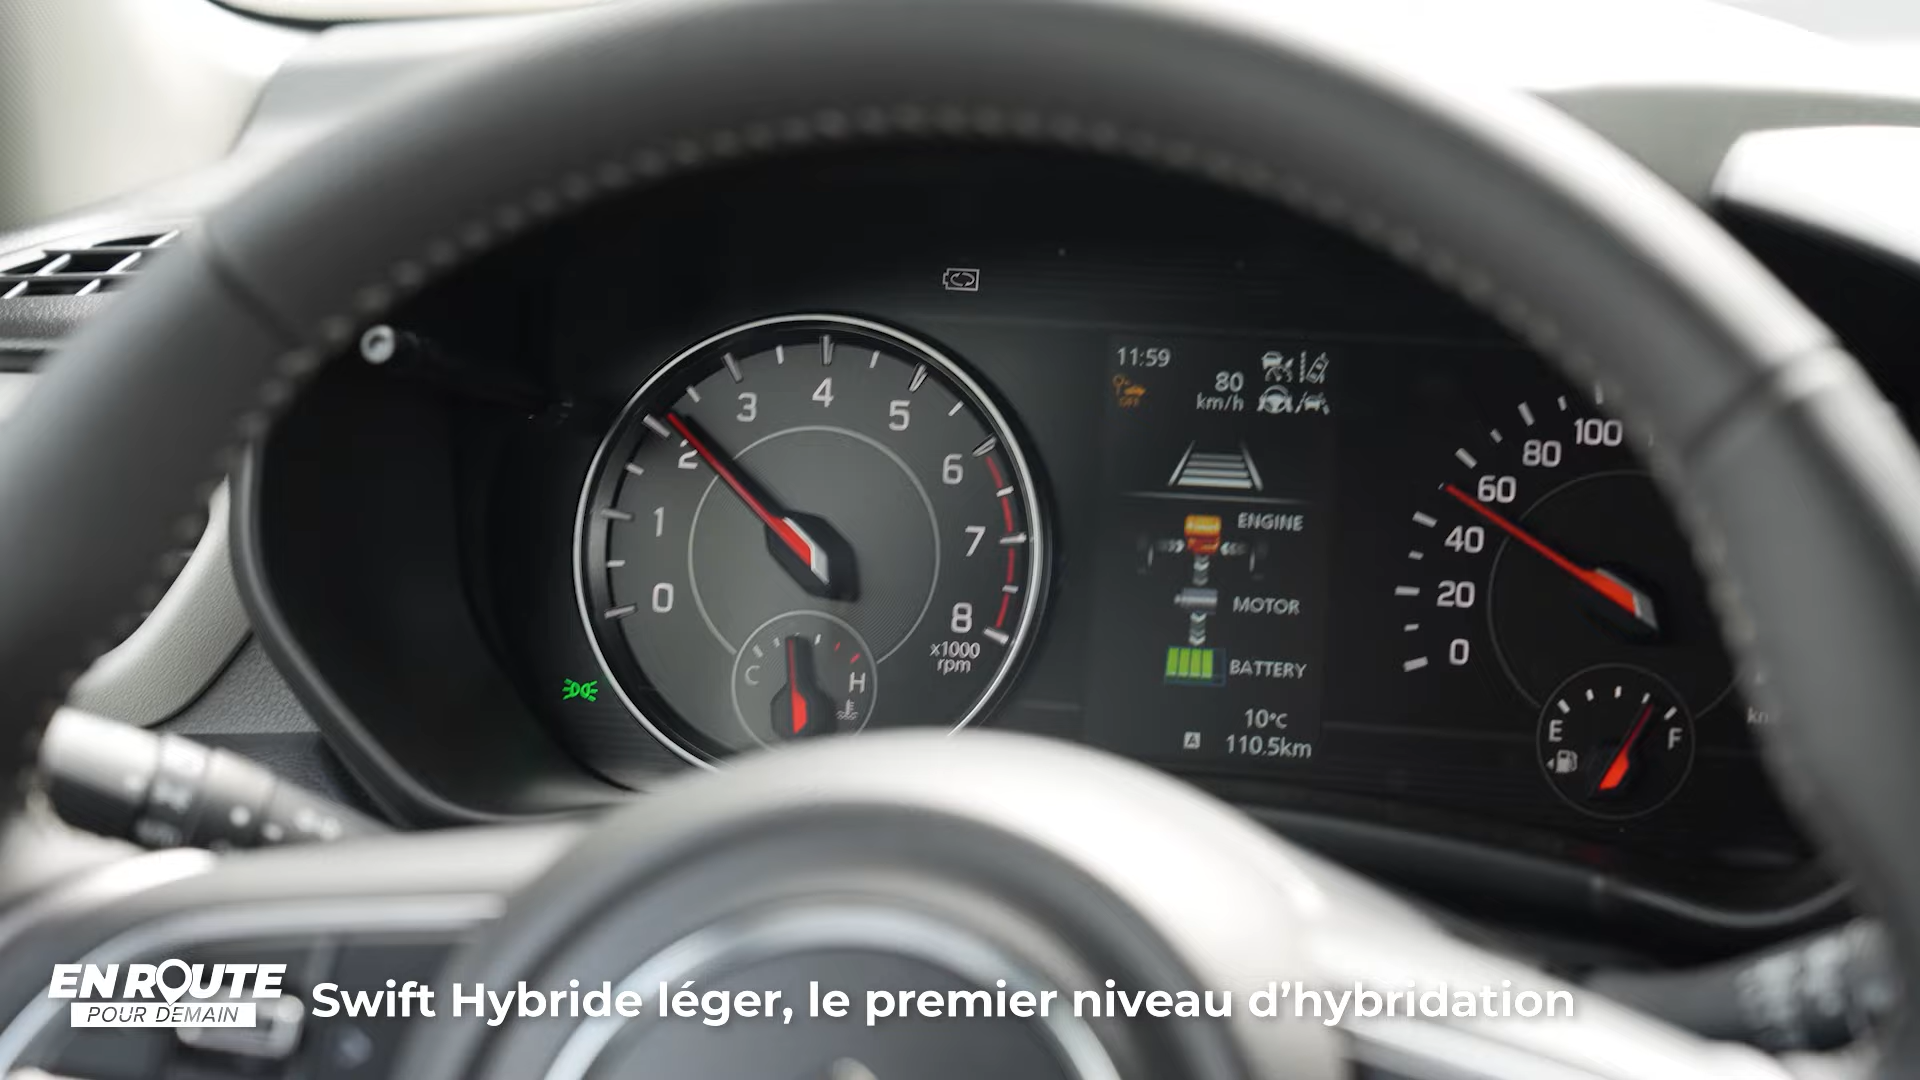 11:59
80
km/h
OFF
ENGINE
MOTOR
BATTERY
10°C
A 110.5km
0
1
2
3
4
5
6
7
8
x1000
rpm
C
H
0
20
40
60
80
100
E
F
EN ROUTE
POUR DEMAIN
Swift Hybride léger, le premier niveau d’hybridation